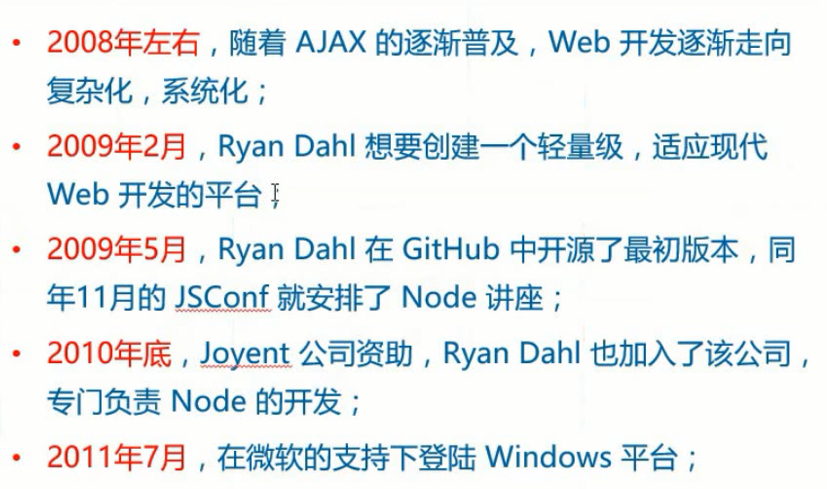 • 2008年左右，随着 AJAX 的逐渐普及，Web 开发逐渐走向
复杂化，系统化；
• 2009年2月，Ryan Dahl 想要创建一个轻量级，适应现代
Web 开发的平台；
• 2009年5月，Ryan Dahl 在 GitHub 中开源了最初版本，同
年11月的 JSConf 就安排了 Node 讲座；
• 2010年底，Joyent 公司资助，Ryan Dahl 也加入了该公司，
专门负责 Node 的开发；
• 2011年7月，在微软的支持下登陆 Windows 平台；